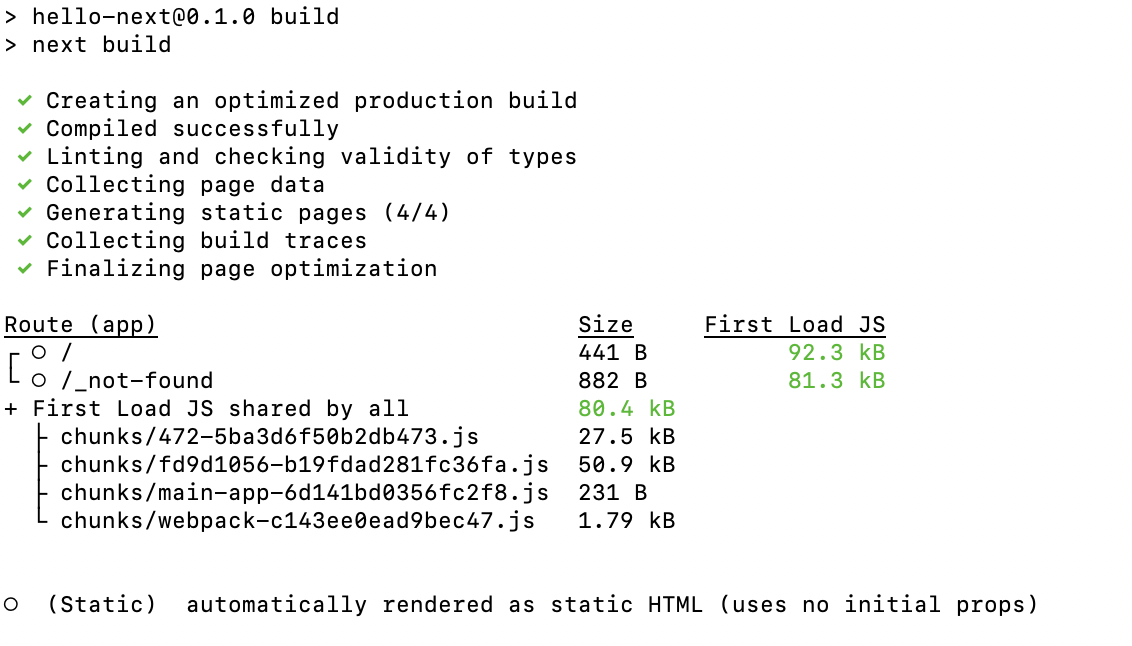 > hello-next@0.1.0 build
> next build
✓ Creating an optimized production build
✓ Compiled successfully
✓ Linting and checking validity of types
✓ Collecting page data
✓ Generating static pages (4/4)
✓ Collecting build traces
✓ Finalizing page optimization
Route (app) Size First Load JS
┌ ○ / 441 B 92.3 kB
└ ○ /_not-found 882 B 81.3 kB
+ First Load JS shared by all 80.4 kB
├ chunks/472-5ba3d6f50b2db473.js 27.5 kB
├ chunks/fd9d1056-b19fdad281fc36fa.js 50.9 kB
├ chunks/main-app-6d141bd0356fc2f8.js 231 B
└ chunks/webpack-c143ee0ead9bec47.js 1.79 kB
○ (Static) automatically rendered as static HTML (uses no initial props)